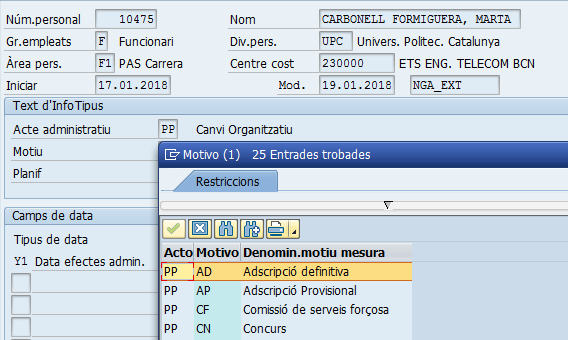 Núm.personal 10475 Nom CARBONELL FORMIGUERA, MARTA
Gr.empleats F Funcionari Div.pers. UPC Univers. Politec. Catalunya
Àrea pers. F1 PAS Carrera Centre cost 230000 ETS ENG. TELECOM BCN
Iniciar 17.01.2018 Mod. 19.01.2018 NGA_EXT
Text d'InfoTipus
Acte administratiu PP Canvi Organitzatiu
Motiu
Planif
Motivo (1) 25 Entrades trobades
Restriccions
Camps de data
Tipus de data
Y1 Data efectes admin.
Acto Motivo Denomin.motiu mesura
PP AD Adscripció definitiva
PP AP Adscripció Provisional
PP CF Comissió de serveis forçosa
PP CN Concurs